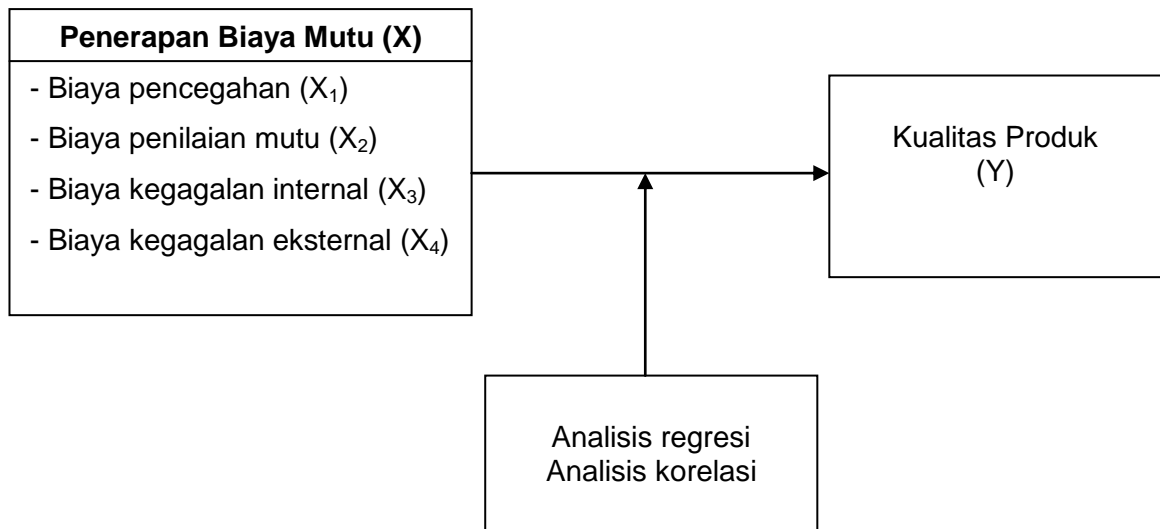 Penerapan Biaya Mutu (X)
- Biaya pencegahan (X₁)
- Biaya penilaian mutu (X₂)
- Biaya kegagalan internal (X₃)
- Biaya kegagalan eksternal (X₄)
Kualitas Produk
(Y)
Analisis regresi
Analisis korelasi